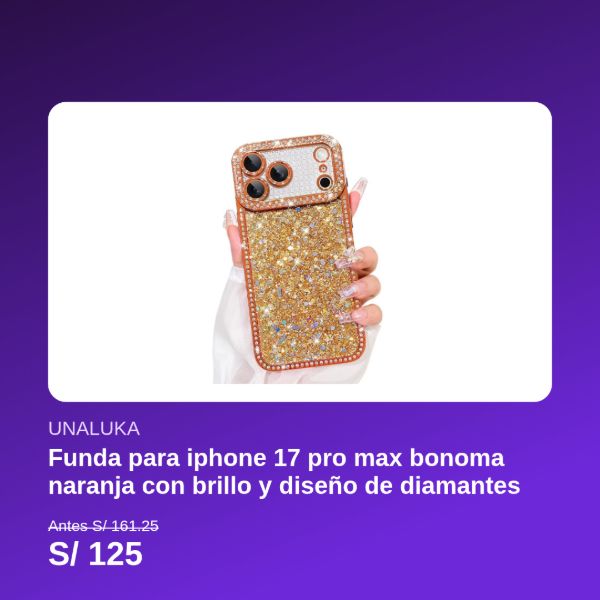 UNALUKA
Funda para iphone 17 pro max bonoma
naranja con brillo y diseño de diamantes
Antes S/ 161.25
S/ 125